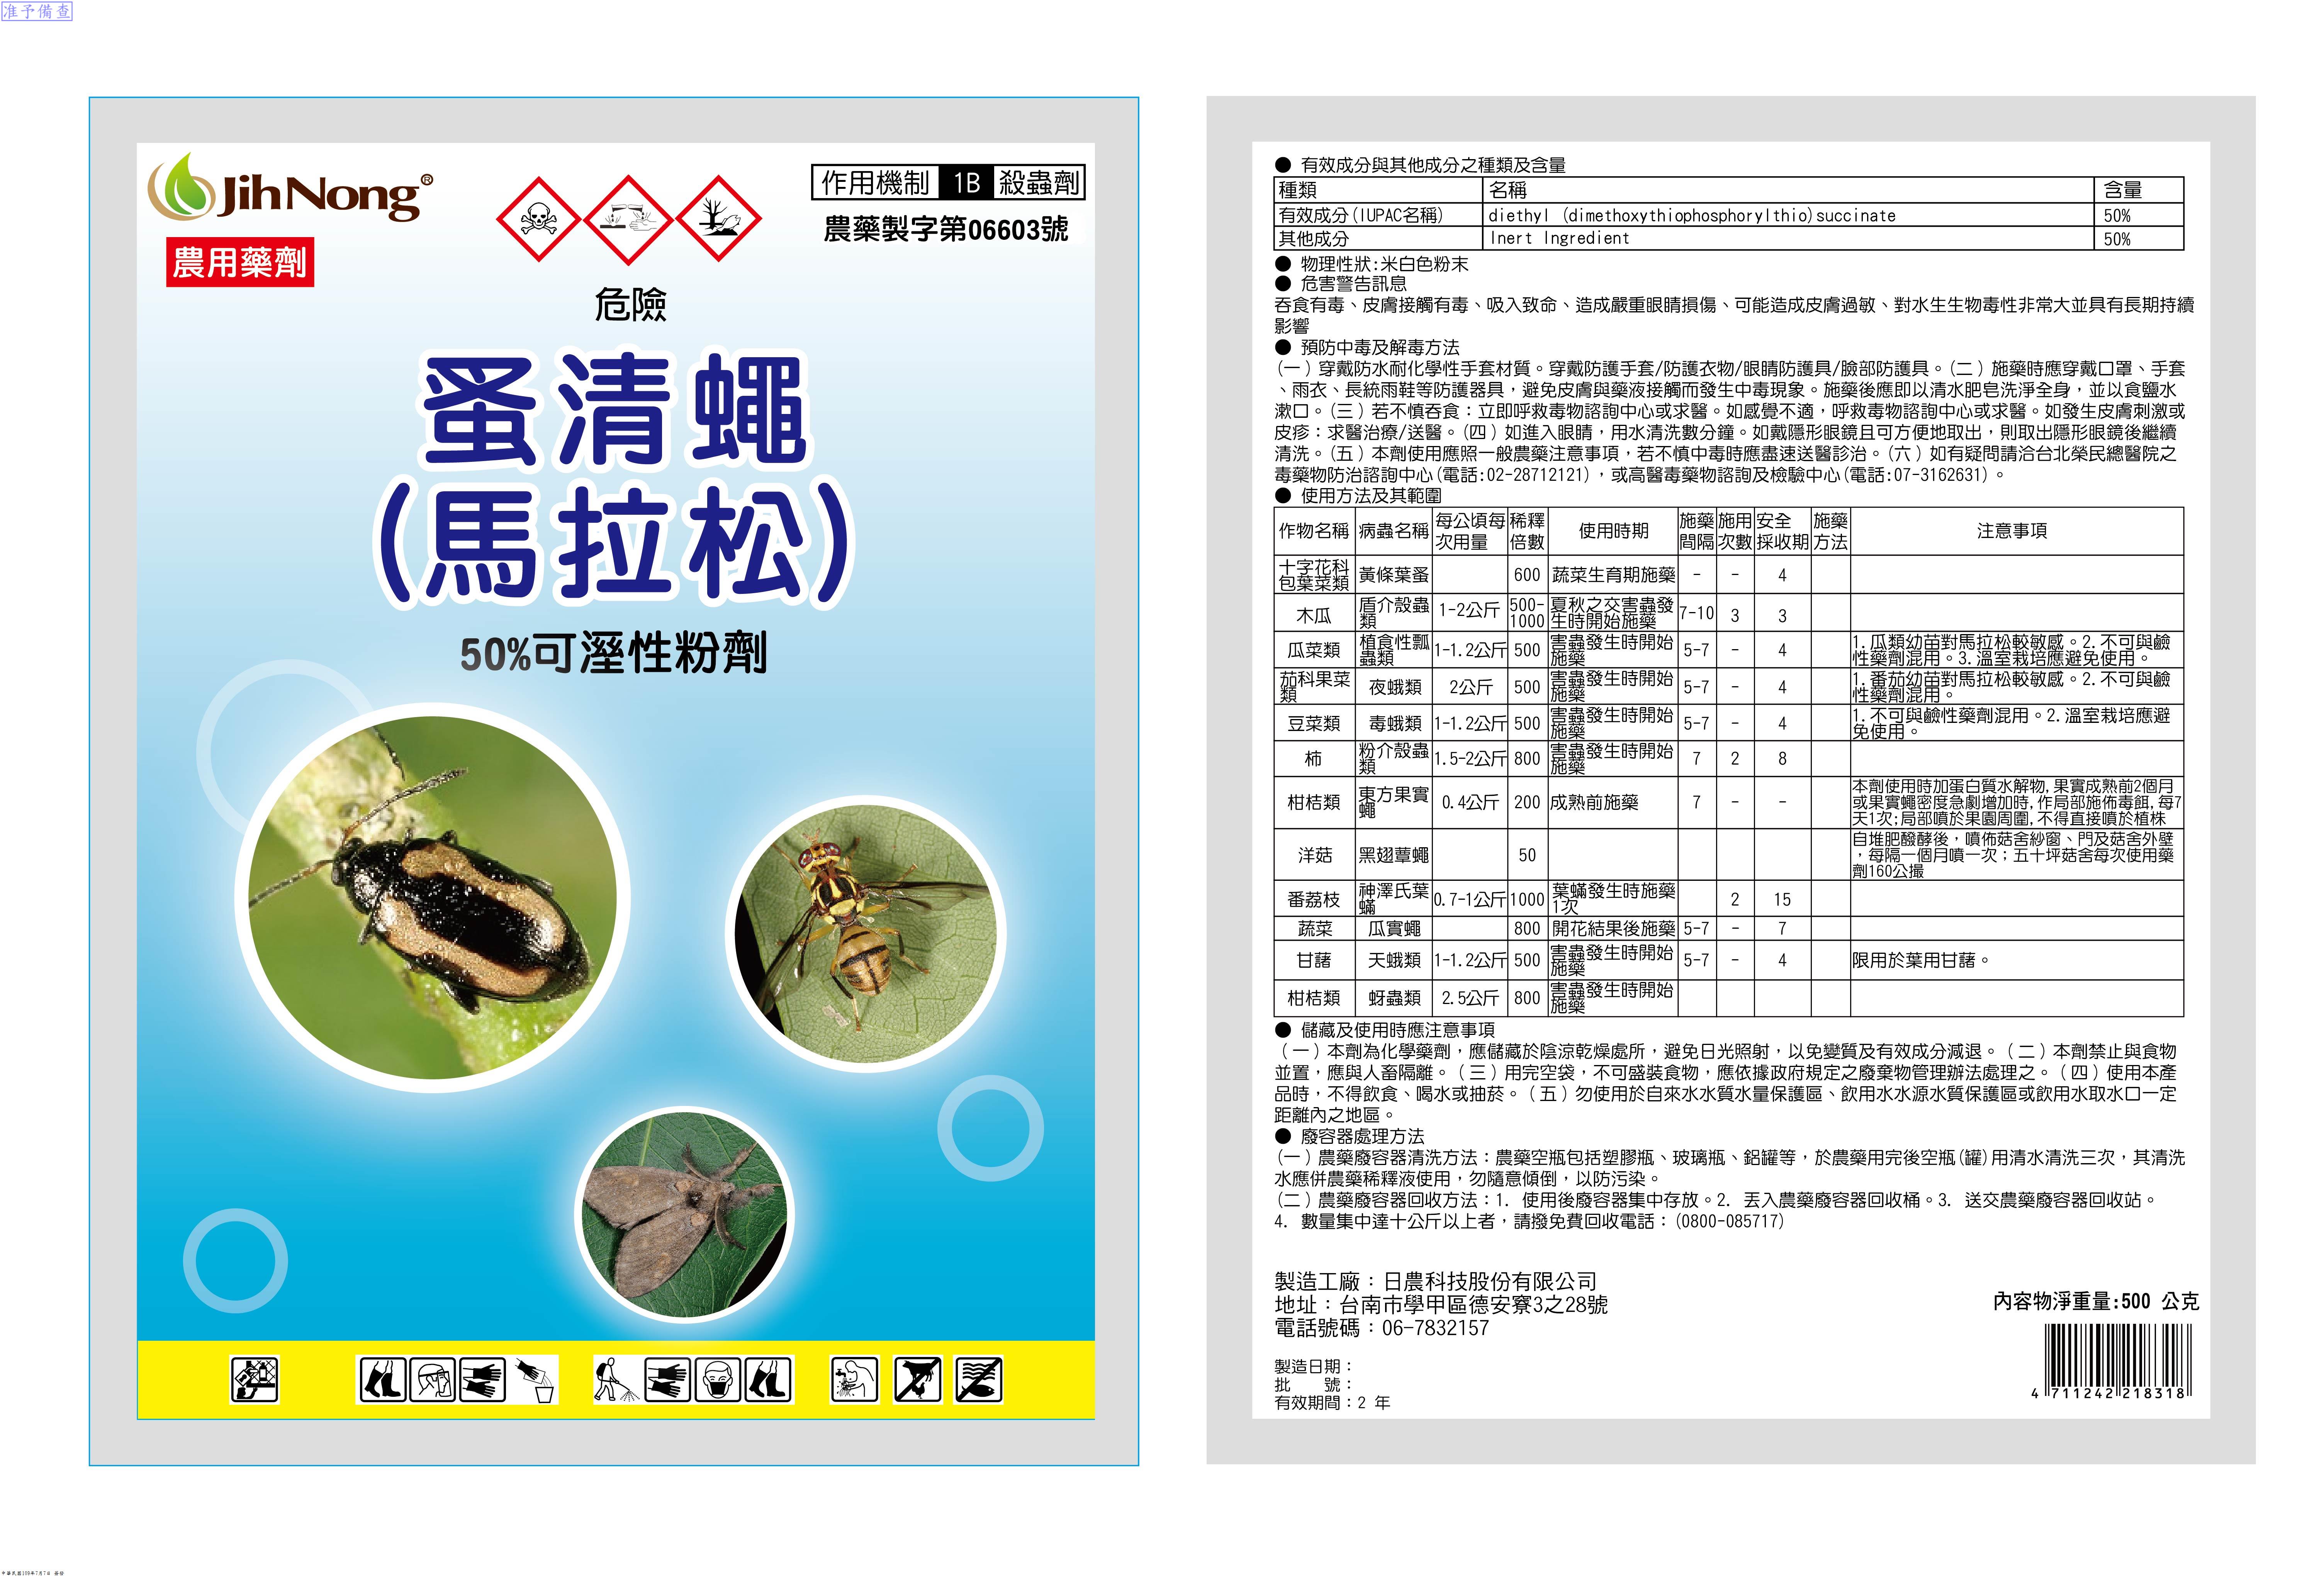 准予備查
JihNong®
農用藥劑
作用機制 1B 殺蟲劑
農藥製字第06603號
危險
蚤清蠅
(馬拉松)
50%可溼性粉劑
● 有效成分與其他成分之種類及含量
種類 名稱 含量
有效成分(IUPAC名稱) diethyl (dimethoxythiophosphorylthio)succinate 50%
其他成分 Inert Ingredient 50%
● 物理性狀:米白色粉末
● 危害警告訊息
吞食有毒、皮膚接觸有毒、吸入致命、造成嚴重眼睛損傷、可能造成皮膚過敏、對水生生物毒性非常大並具有長期持續
影響
● 預防中毒及解毒方法
(一)穿戴防水耐化學性手套材質。穿戴防護手套/防護衣物/眼睛防護具/臉部防護具。(二)施藥時應穿戴口罩、手套
、雨衣、長統雨鞋等防護器具，避免皮膚與藥液接觸而發生中毒現象。施藥後應即以清水肥皂洗淨全身，並以食鹽水
漱口。(三)若不慎吞食：立即呼救毒物諮詢中心或求醫。如感覺不適，呼救毒物諮詢中心或求醫。如發生皮膚刺激或
皮疹：求醫治療/送醫。(四)如進入眼睛，用水清洗數分鐘。如戴隱形眼鏡且可方便地取出，則取出隱形眼鏡後繼續
清洗。(五)本劑使用應照一般農藥注意事項，若不慎中毒時應盡速送醫診治。(六)如有疑問請洽台北榮民總醫院之
毒藥物防治諮詢中心(電話:02-28712121)，或高醫毒藥物諮詢及檢驗中心(電話:07-3162631)。
● 使用方法及其範圍
作物名稱 病蟲名稱 每公頃每次用量 稀釋倍數 使用時期 施藥間隔 施用次數 安全採收期 施藥方法 注意事項
十字花科包葉菜類 黃條葉蚤 600 蔬菜生育期施藥 - - 4
木瓜 盾介殼蟲類 1-2公斤 500-1000 夏秋之交害蟲發生時開始施藥 7-10 3 3
瓜菜類 植食性瓢蟲類 1-1.2公斤 500 害蟲發生時開始施藥 5-7 - 4 1.瓜類幼苗對馬拉松較敏感。2.不可與鹼性藥劑混用。3.溫室栽培應避免使用。
茄科果菜類 夜蛾類 2公斤 500 害蟲發生時開始施藥 5-7 - 4 1.番茄幼苗對馬拉松較敏感。2.不可與鹼性藥劑混用。
豆菜類 毒蛾類 1-1.2公斤 500 害蟲發生時開始施藥 5-7 - 4 1.不可與鹼性藥劑混用。2.溫室栽培應避免使用。
柿 粉介殼蟲類 1.5-2公斤 800 害蟲發生時開始施藥 7 2 8
柑桔類 東方果實蠅 0.4公斤 200 成熟前施藥 7 - - 本劑使用時加蛋白質水解物,果實成熟前2個月或果實蠅密度急劇增加時,作局部施佈毒餌,每7天1次;局部噴於果園周圍,不得直接噴於植株
洋菇 黑翅蕈蠅 50 自堆肥醱酵後，噴佈菇舍紗窗、門及菇舍外壁，每隔一個月噴一次；五十坪菇舍每次使用藥劑160公撮
番荔枝 神澤氏葉蟎 0.7-1公斤 1000 葉蟎發生時施藥1次 2 15
蔬菜 瓜實蠅 800 開花結果後施藥 5-7 - 7
甘藷 天蛾類 1-1.2公斤 500 害蟲發生時開始施藥 5-7 - 4 限用於葉用甘藷。
柑桔類 蚜蟲類 2.5公斤 800 害蟲發生時開始施藥
● 儲藏及使用時應注意事項
(一)本劑為化學藥劑，應儲藏於陰涼乾燥處所，避免日光照射，以免變質及有效成分減退。(二)本劑禁止與食物
並置，應與人畜隔離。(三)用完空袋，不可盛裝食物，應依據政府規定之廢棄物管理辦法處理之。(四)使用本產
品時，不得飲食、喝水或抽菸。(五)勿使用於自來水水質水量保護區、飲用水水源水質保護區或飲用水取水口一定
距離內之地區。
● 廢容器處理方法
(一)農藥廢容器清洗方法：農藥空瓶包括塑膠瓶、玻璃瓶、鋁罐等，於農藥用完後空瓶(罐)用清水清洗三次，其清洗
水應併農藥稀釋液使用，勿隨意傾倒，以防污染。
(二)農藥廢容器回收方法：1. 使用後廢容器集中存放。2. 丟入農藥廢容器回收桶。3. 送交農藥廢容器回收站。
4. 數量集中達十公斤以上者，請撥免費回收電話：(0800-085717)
製造工廠：日農科技股份有限公司
地址：台南市學甲區德安寮3之28號
電話號碼：06-7832157
內容物淨重量:500 公克
製造日期：
批 號：
有效期間：2 年
4 711242 218318